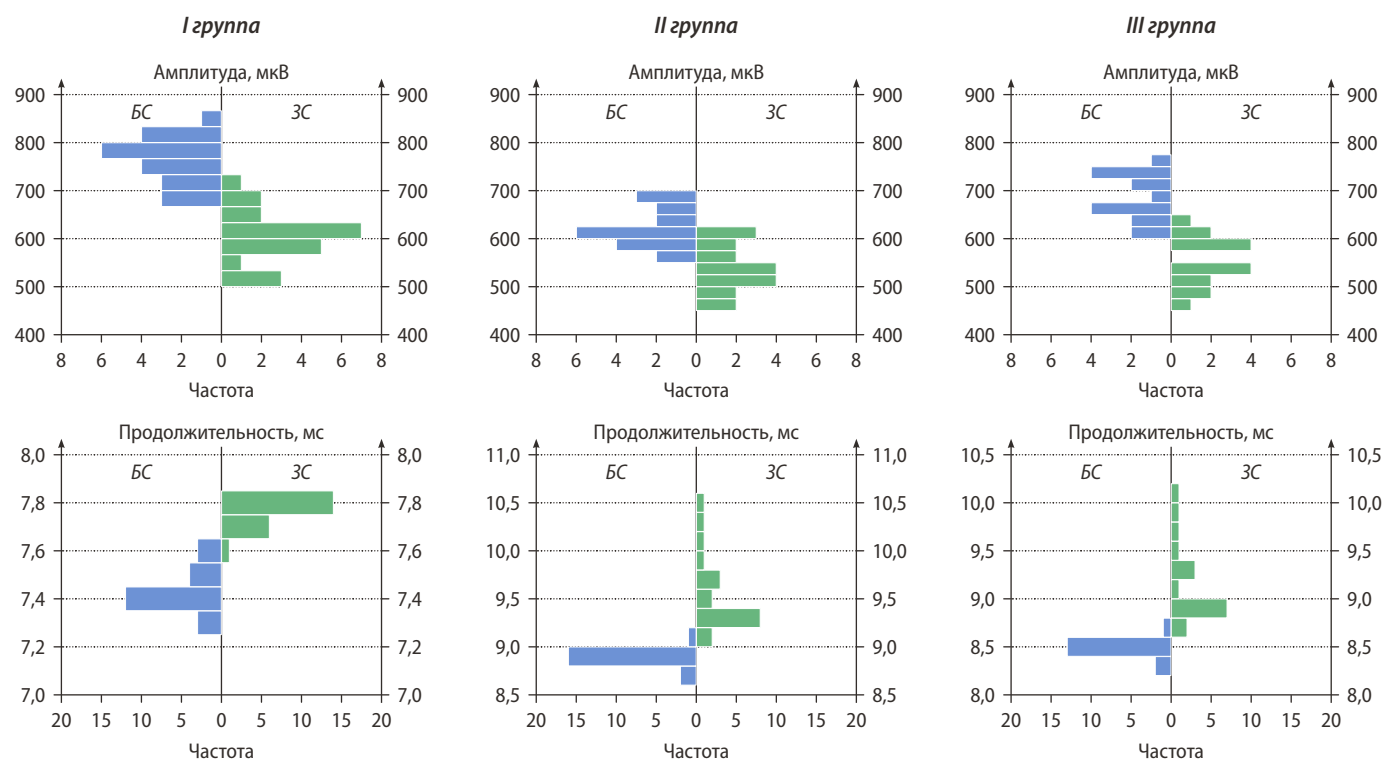 I группа
II группа
III группа
Амплитуда, мкВ
Амплитуда, мкВ
Амплитуда, мкВ
900 900 900 900 900 900
БС ЗС БС ЗС БС ЗС
800 800 800 800 800 800
700 700 700 700 700 700
600 600 600 600 600 600
500 500 500 500 500 500
400 400 400 400 400 400
8 6 4 2 0 2 4 6 8
8 6 4 2 0 2 4 6 8
8 6 4 2 0 2 4 6 8
Частота
Частота
Частота
Продолжительность, мс
Продолжительность, мс
Продолжительность, мс
8,0 8,0 11,0 11,0 10,5 10,5
БС ЗС БС ЗС БС ЗС
7,8 7,8 10,5 10,5 10,0 10,0
7,6 7,6 10,0 10,0 9,5 9,5
7,4 7,4 9,5 9,5 9,0 9,0
7,2 7,2 9,0 9,0 8,5 8,5
7,0 7,0 8,5 8,5 8,0 8,0
20 15 10 5 0 5 10 15 20
20 15 10 5 0 5 10 15 20
20 15 10 5 0 5 10 15 20
Частота
Частота
Частота